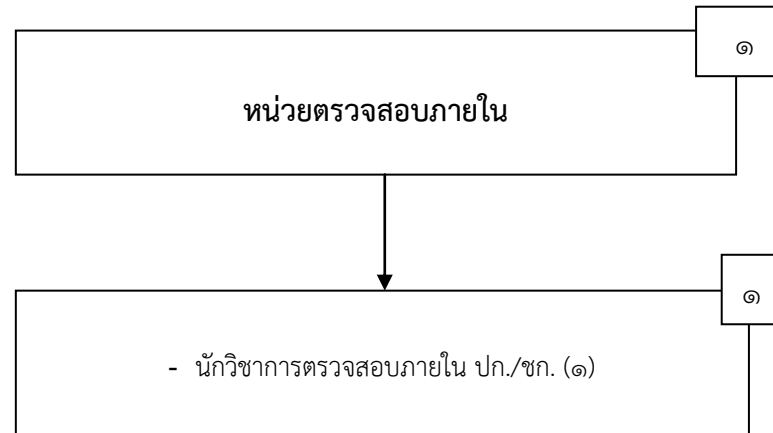 ๑
หน่วยตรวจสอบภายใน
๑
- นักวิชาการตรวจสอบภายใน ปก./ชก. (๑)